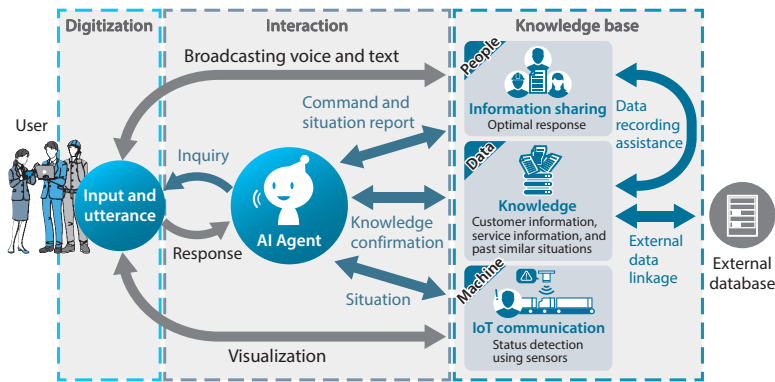 Digitization
Interaction
Knowledge base
Broadcasting voice and text
People
Information sharing
Optimal response
Command and
situation report
Data
recording
assistance
User
Inquiry
Input and
utterance
AI Agent
Response
Knowledge
confirmation
Data
Knowledge
Customer information,
service information, and
past similar situations
External
data
linkage
External
database
Situation
Machine
IoT communication
Status detection
using sensors
Visualization